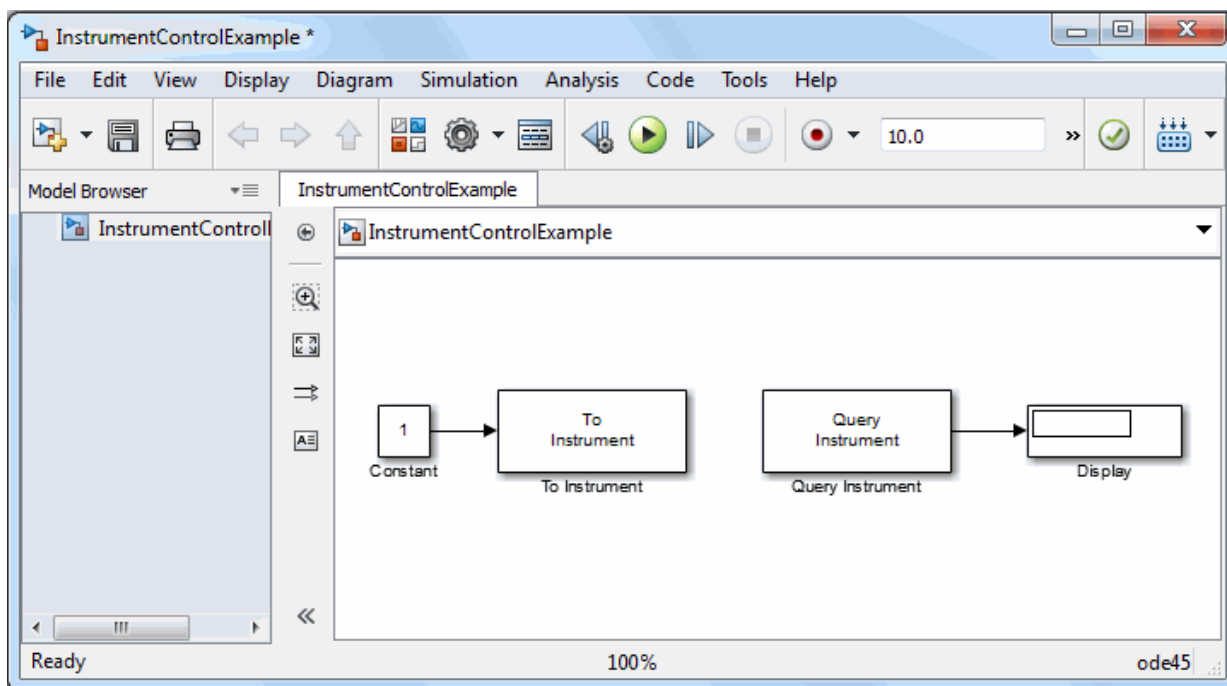 InstrumentControlExample *
File Edit View Display Diagram Simulation Analysis Code Tools Help
10.0
Model Browser
InstrumentControlExample
InstrumentControll
InstrumentControlExample
1
Constant
To
Instrument
To Instrument
Query
Instrument
Query Instrument
Display
Ready
100%
ode45